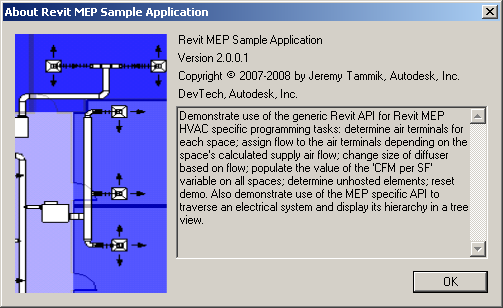 About Revit MEP Sample Application
Revit MEP Sample Application
Version 2.0.0.1
Copyright © 2007-2008 by Jeremy Tammik, Autodesk, Inc.
DevTech, Autodesk, Inc.
Demonstrate use of the generic Revit API for Revit MEP
HVAC specific programming tasks: determine air terminals for
each space; assign flow to the air terminals depending on the
space's calculated supply air flow; change size of diffuser
based on flow; populate the value of the 'CFM per SF'
variable on all spaces; determine unhosted elements; reset
demo. Also demonstrate use of the MEP specific API to
traverse an electrical system and display its hierarchy in a tree
view.
OK